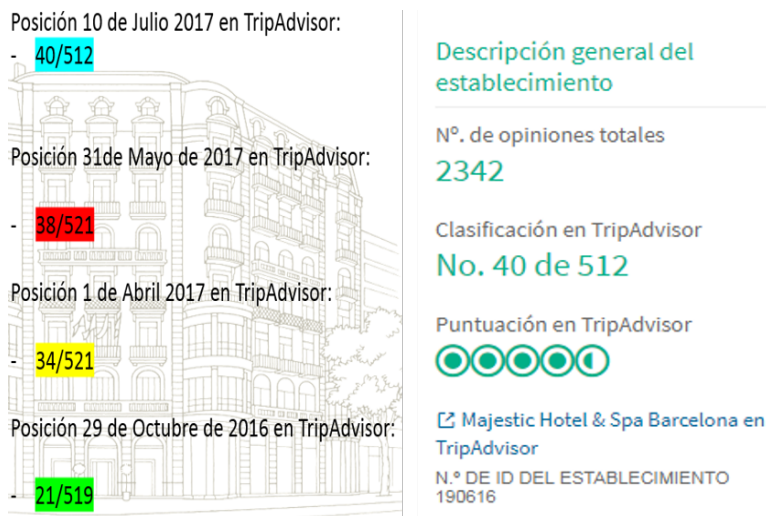 Posición 10 de Julio 2017 en TripAdvisor:
- 40/512
Posición 31de Mayo de 2017 en TripAdvisor:
- 38/521
Posición 1 de Abril 2017 en TripAdvisor:
- 34/521
Posición 29 de Octubre de 2016 en TripAdvisor:
- 21/519
Descripción general del
establecimiento
Nº. de opiniones totales
2342
Clasificación en TripAdvisor
No. 40 de 512
Puntuación en TripAdvisor
Majestic Hotel & Spa Barcelona en
TripAdvisor
N.º DE ID DEL ESTABLECIMIENTO
190616